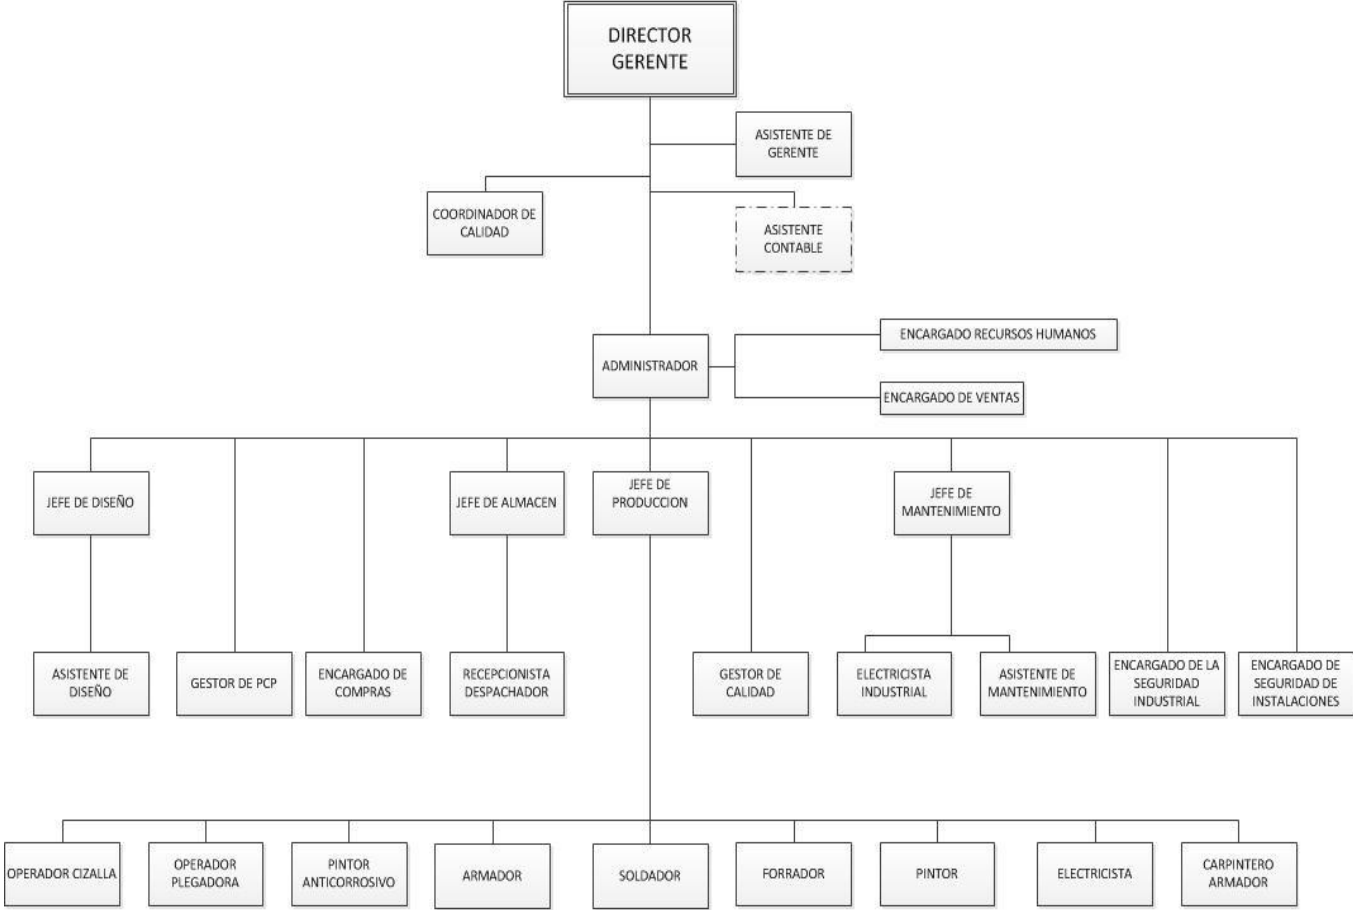 DIRECTOR
GERENTE
ASISTENTE DE
GERENTE
COORDINADOR DE
CALIDAD
ASISTENTE
CONTABLE
ENCARGADO RECURSOS HUMANOS
ADMINISTRADOR
ENCARGADO DE VENTAS
JEFE DE DISEÑO
JEFE DE ALMACEN
JEFE DE
PRODUCCION
JEFE DE
MANTENIMIENTO
ASISTENTE DE
DISEÑO
GESTOR DE PCP
ENCARGADO DE
COMPRAS
RECEPCIONISTA
DESPACHADOR
GESTOR DE
CALIDAD
ELECTRICISTA
INDUSTRIAL
ASISTENTE DE
MANTENIMIENTO
ENCARGADO DE LA
SEGURIDAD
INDUSTRIAL
ENCARGADO DE
SEGURIDAD DE
INSTALACIONES
OPERADOR CIZALLA
OPERADOR
PLEGADORA
PINTOR
ANTICORROSIVO
ARMADOR
SOLDADOR
FORRADOR
PINTOR
ELECTRICISTA
CARPINTERO
ARMADOR